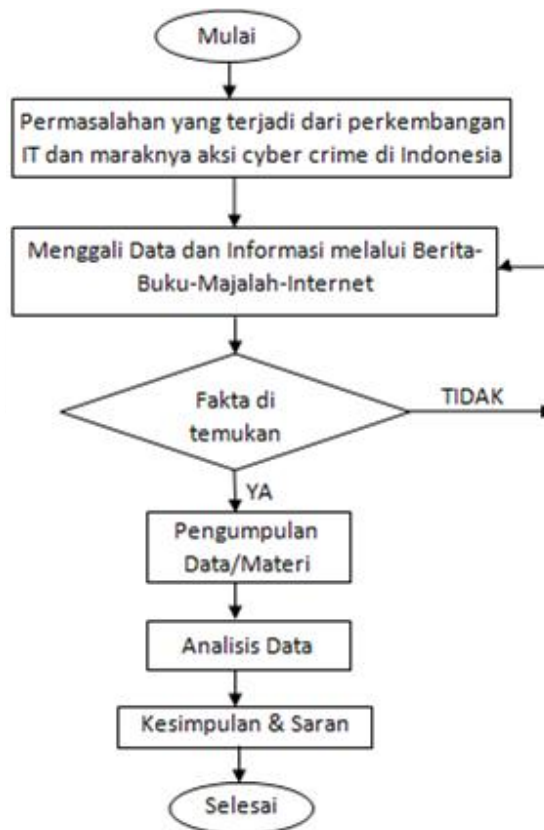 Mulai
Permasalahan yang terjadi dari perkembangan
IT dan maraknya aksi cyber crime di Indonesia
Menggali Data dan Informasi melalui Berita-
Buku-Majalah-Internet
Fakta di
temukan
TIDAK
YA
Pengumpulan
Data/Materi
Analisis Data
Kesimpulan & Saran
Selesai